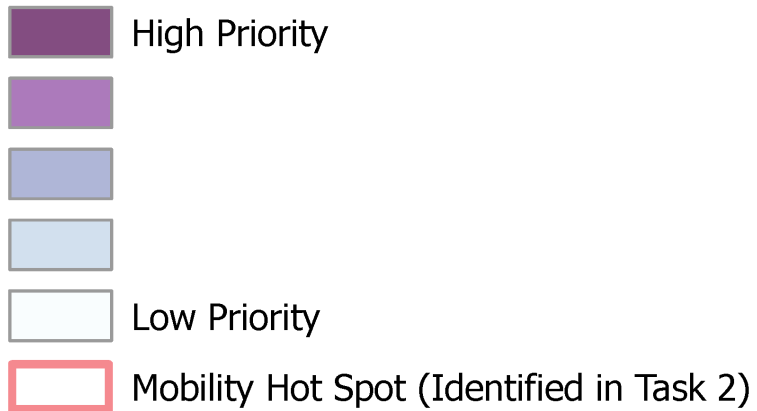 High Priority
Low Priority
Mobility Hot Spot (Identified in Task 2)